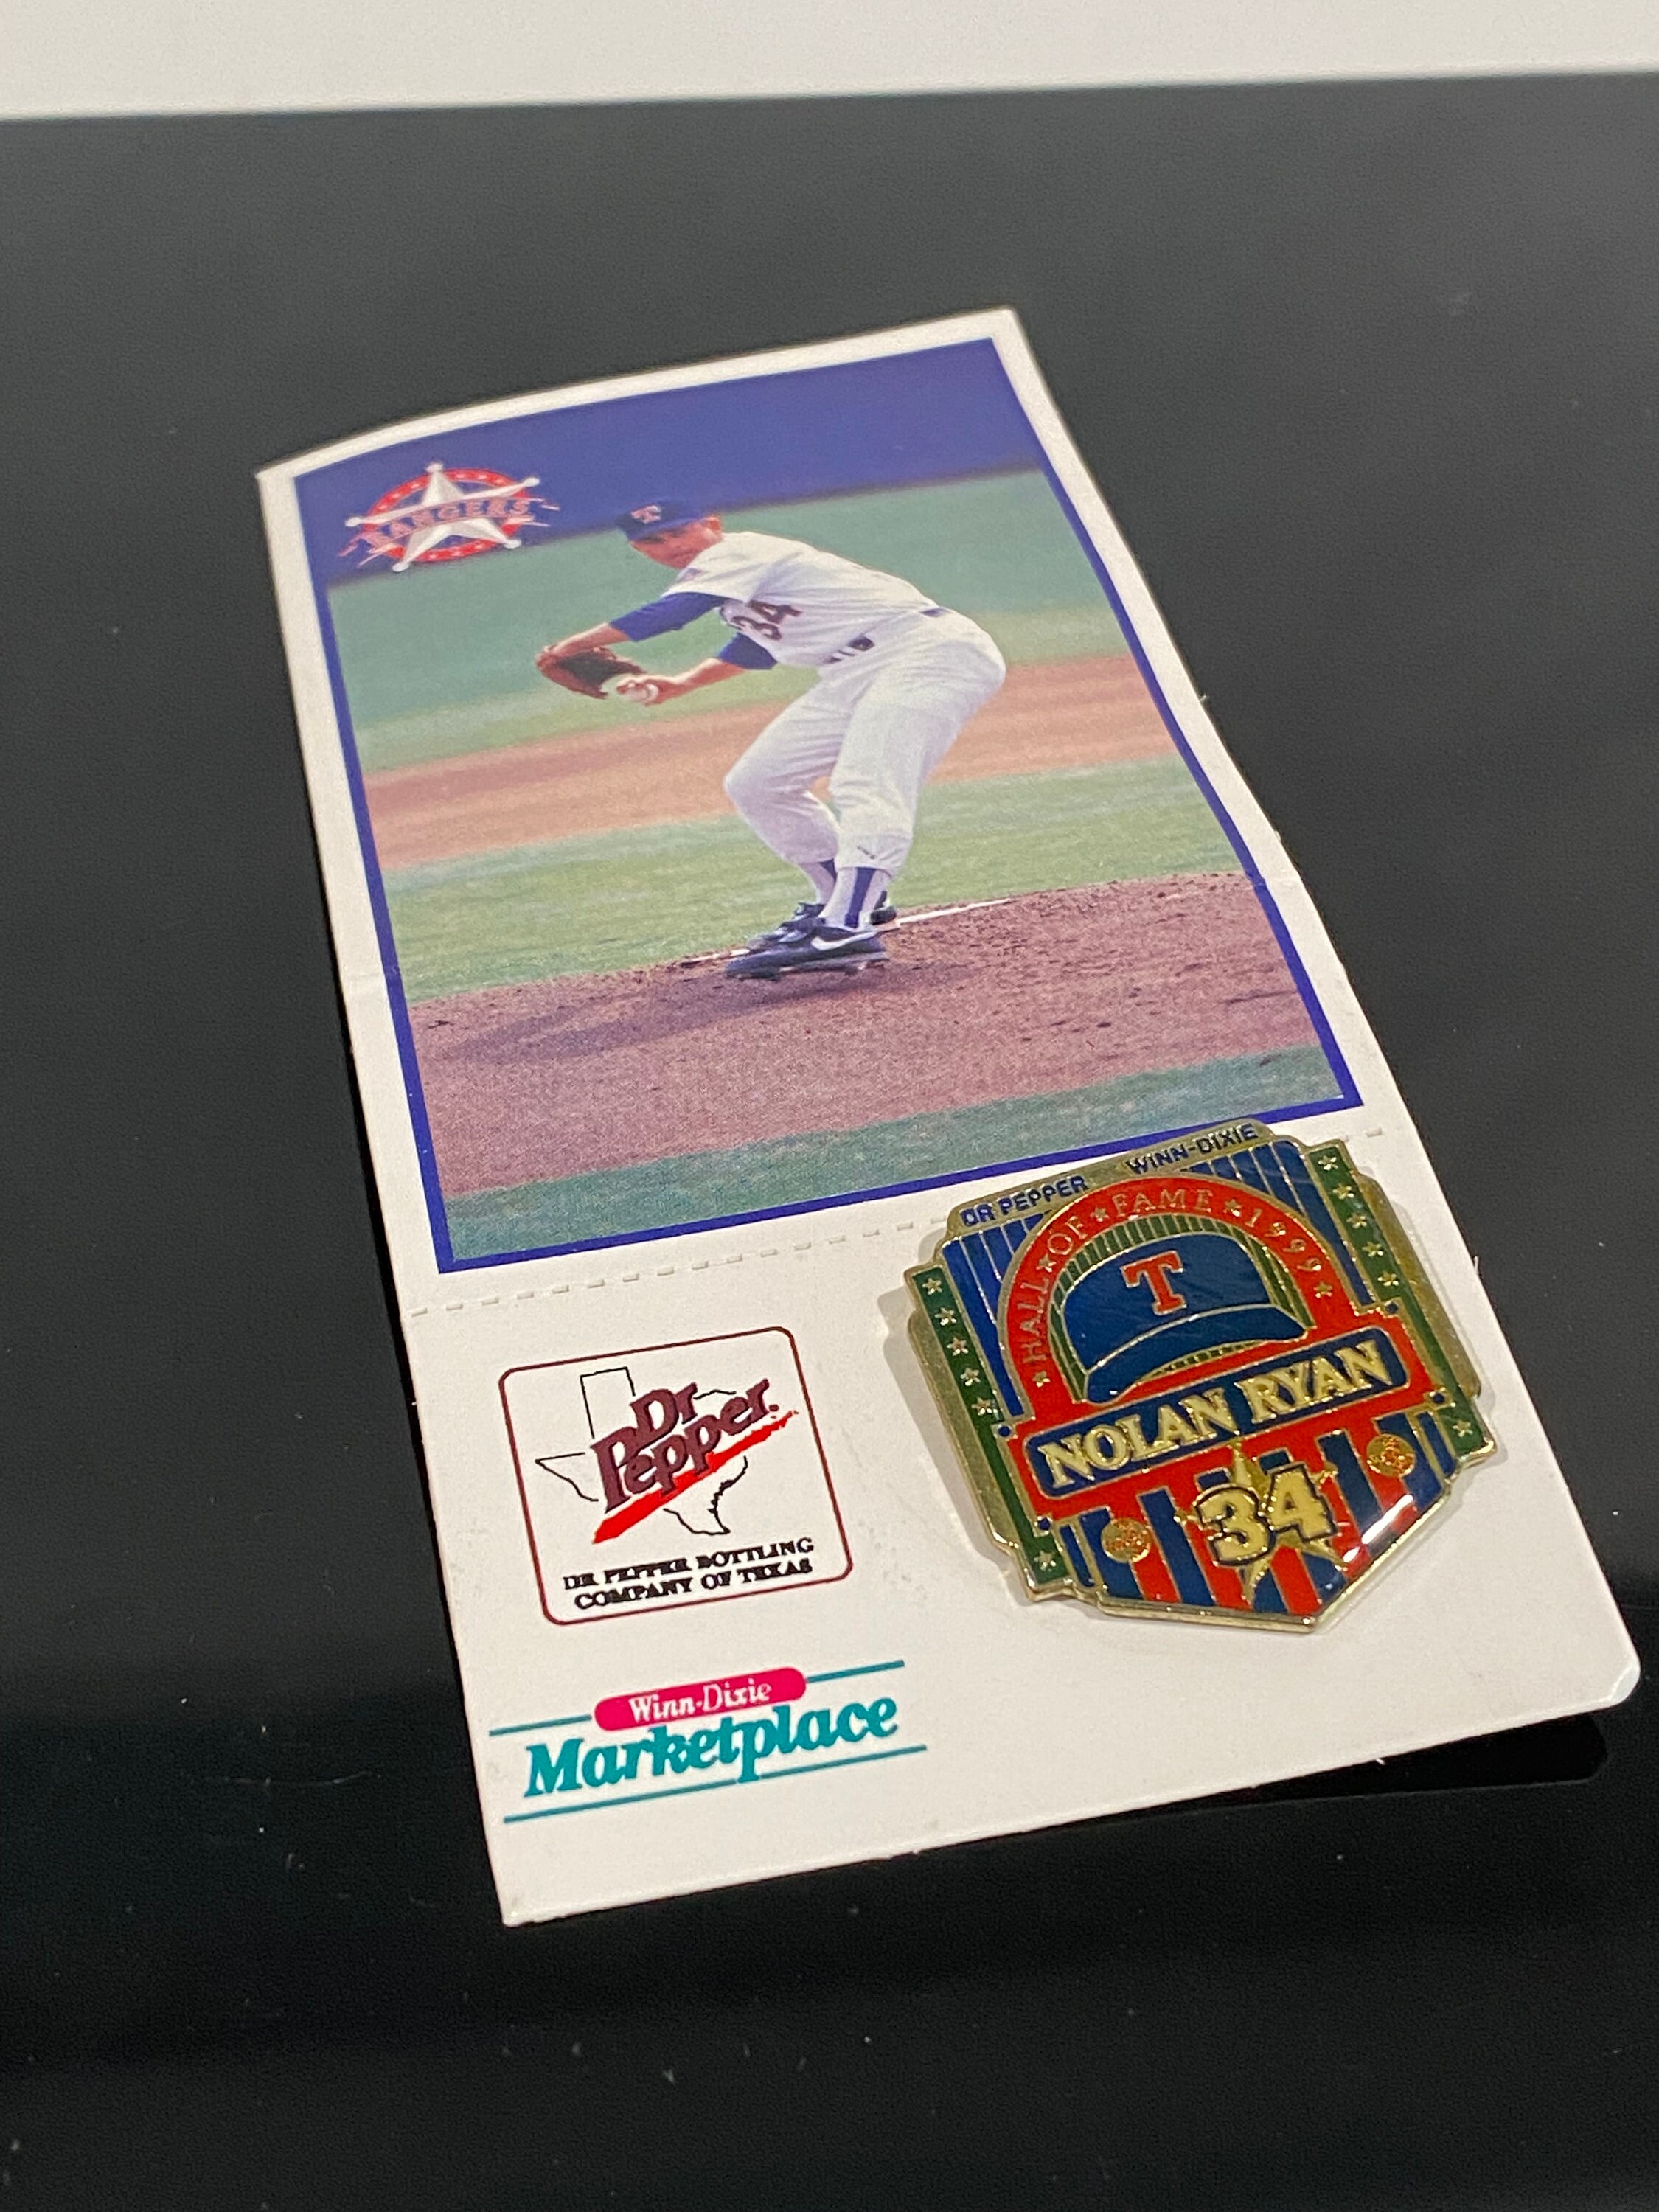 RANGERS
T
34
DR PEPPER WINN-DIXIE
HALL OF FAME 1999
T
NOLAN RYAN
34
Dr
Pepper.
DR PEPPER BOTTLING
COMPANY OF TEXAS
Winn-Dixie
Marketplace